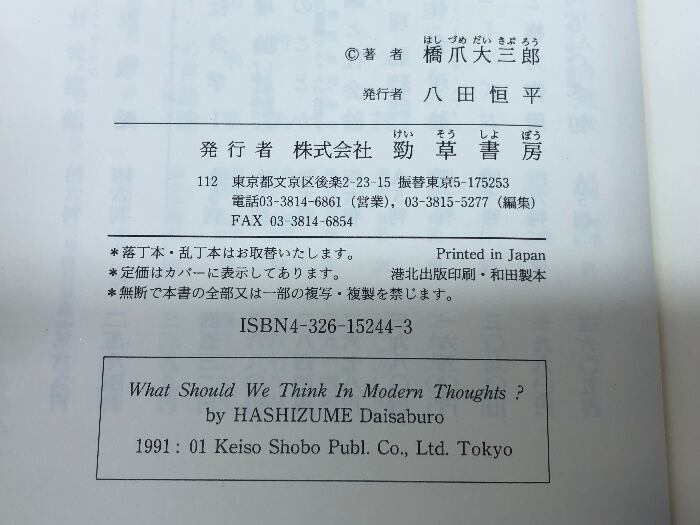 はしづめだいさぶろう
©著者 橋爪大三郎
発行者 八田恒平
けいそうしよぼう
発行者 株式会社 勁草書房
112 東京都文京区後楽2-23-15 振替東京5-175253
電話03-3814-6861(営業), 03-3815-5277(編集)
FAX 03-3814-6854
*落丁本・乱丁本はお取替いたします。 Printed in Japan
*定価はカバーに表示してあります。 港北出版印刷・和田製本
*無断で本書の全部又は一部の複写・複製を禁じます。
ISBN4-326-15244-3
What Should We Think In Modern Thoughts ?
by HASHIZUME Daisaburo
1991: 01 Keiso Shobo Publ. Co., Ltd. Tokyo